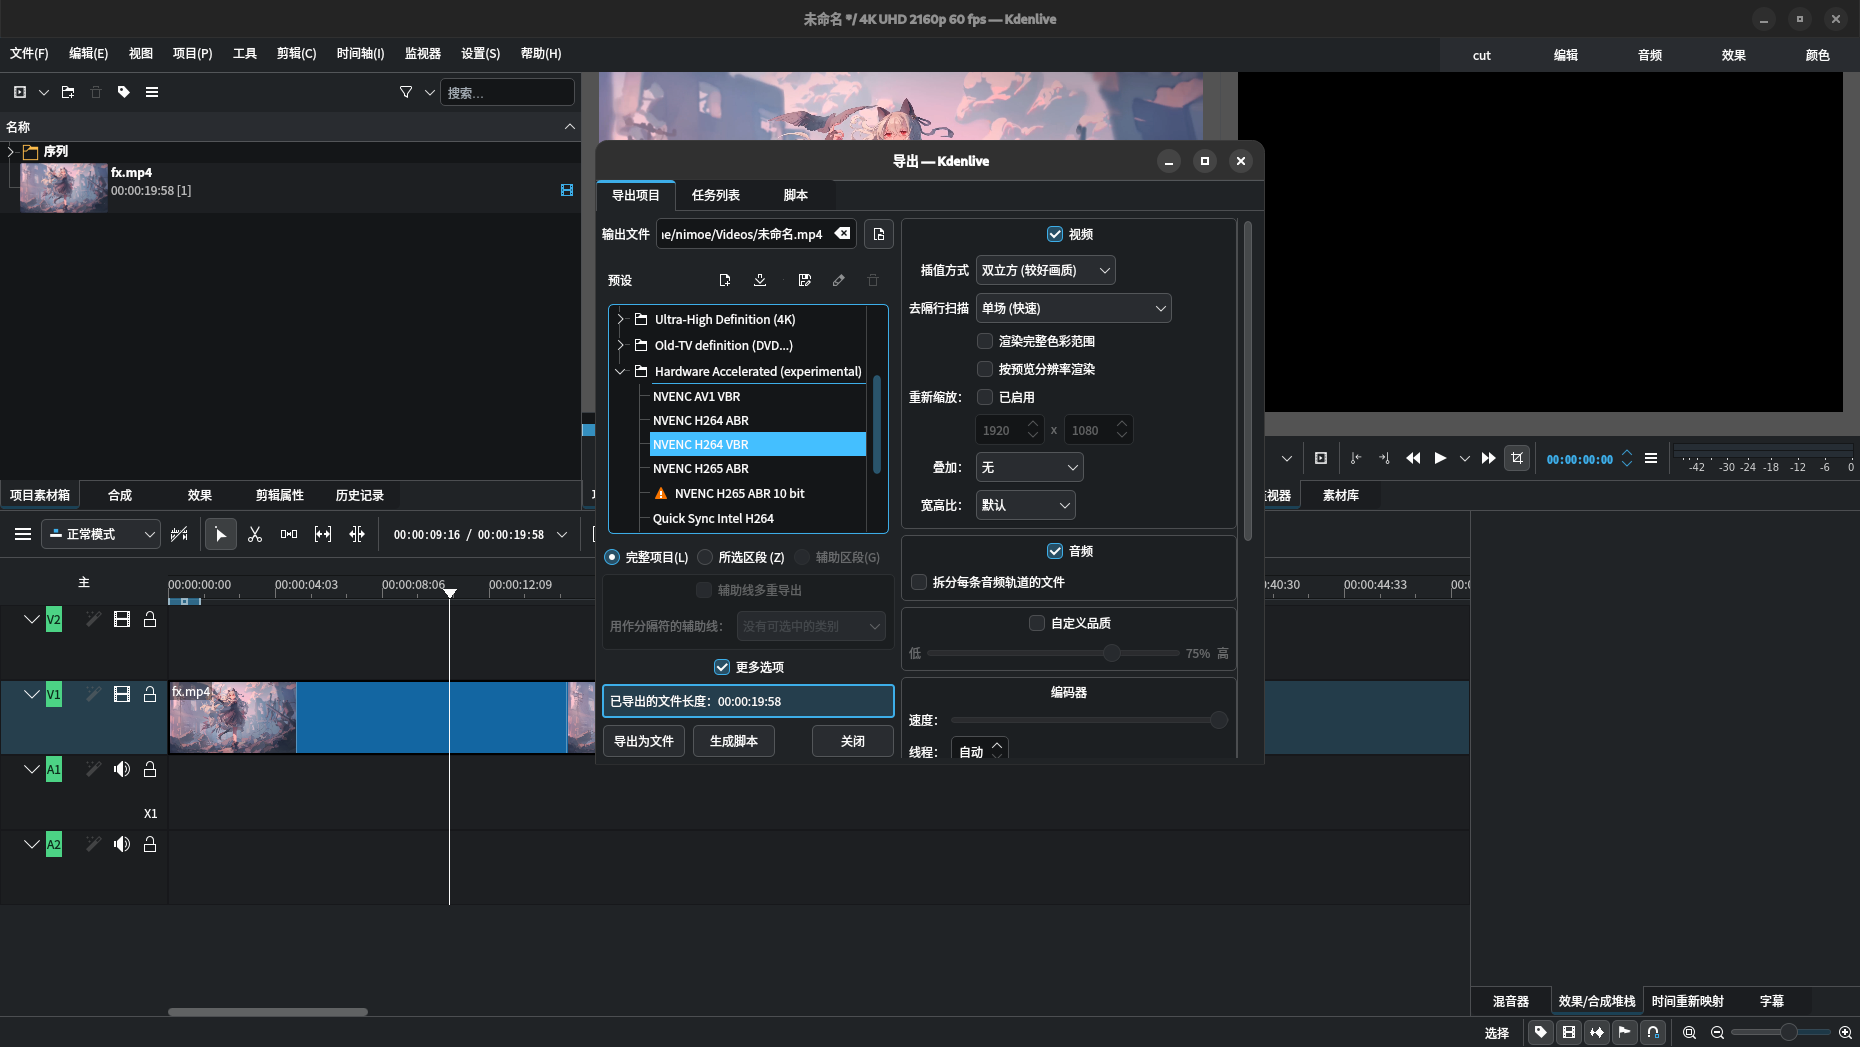 未命名 */ 4K UHD 2160p 60 fps — Kdenlive
文件(F) 编辑(E) 视图 项目(P) 工具 剪辑(C) 时间轴(I) 监视器 设置(S) 帮助(H)
cut 编辑 音频 效果 颜色
搜索...
名称
序列
fx.mp4
00:00:19:58 [1]
导出 — Kdenlive
导出项目 任务列表 脚本
输出文件 ne/nimoe/Videos/未命名.mp4
预设
Ultra-High Definition (4K)
Old-TV definition (DVD...)
Hardware Accelerated (experimental)
NVENC AV1 VBR
NVENC H264 ABR
NVENC H264 VBR
NVENC H265 ABR
NVENC H265 ABR 10 bit
Quick Sync Intel H264
完整项目(L) 所选区段 (Z) 辅助区段(G)
辅助线多重导出
用作分隔符的辅助线： 没有可选中的类别
更多选项
已导出的文件长度：00:00:19:58
导出为文件 生成脚本 关闭
视频
插值方式 双立方 (较好画质)
去隔行扫描 单场 (快速)
渲染完整色彩范围
按预览分辨率渲染
重新缩放： 已启用
1920 x 1080
叠加： 无
宽高比： 默认
音频
拆分每条音频轨道的文件
自定义品质
低 75% 高
编码器
速度：
线程： 自动
00:00:00:00
-42 -30 -24 -18 -12 -6 0
项目素材箱 合成 效果 剪辑属性 历史记录
视器 素材库
正常模式 00:00:09:16 / 00:00:19:58
主 00:00:00:00 00:00:04:03 00:00:08:06 00:00:12:09 :40:30 00:00:44:33 00:0
V2
V1 fx.mp4
A1
X1
A2
混音器 效果/合成堆栈 时间重新映射 字幕
选择